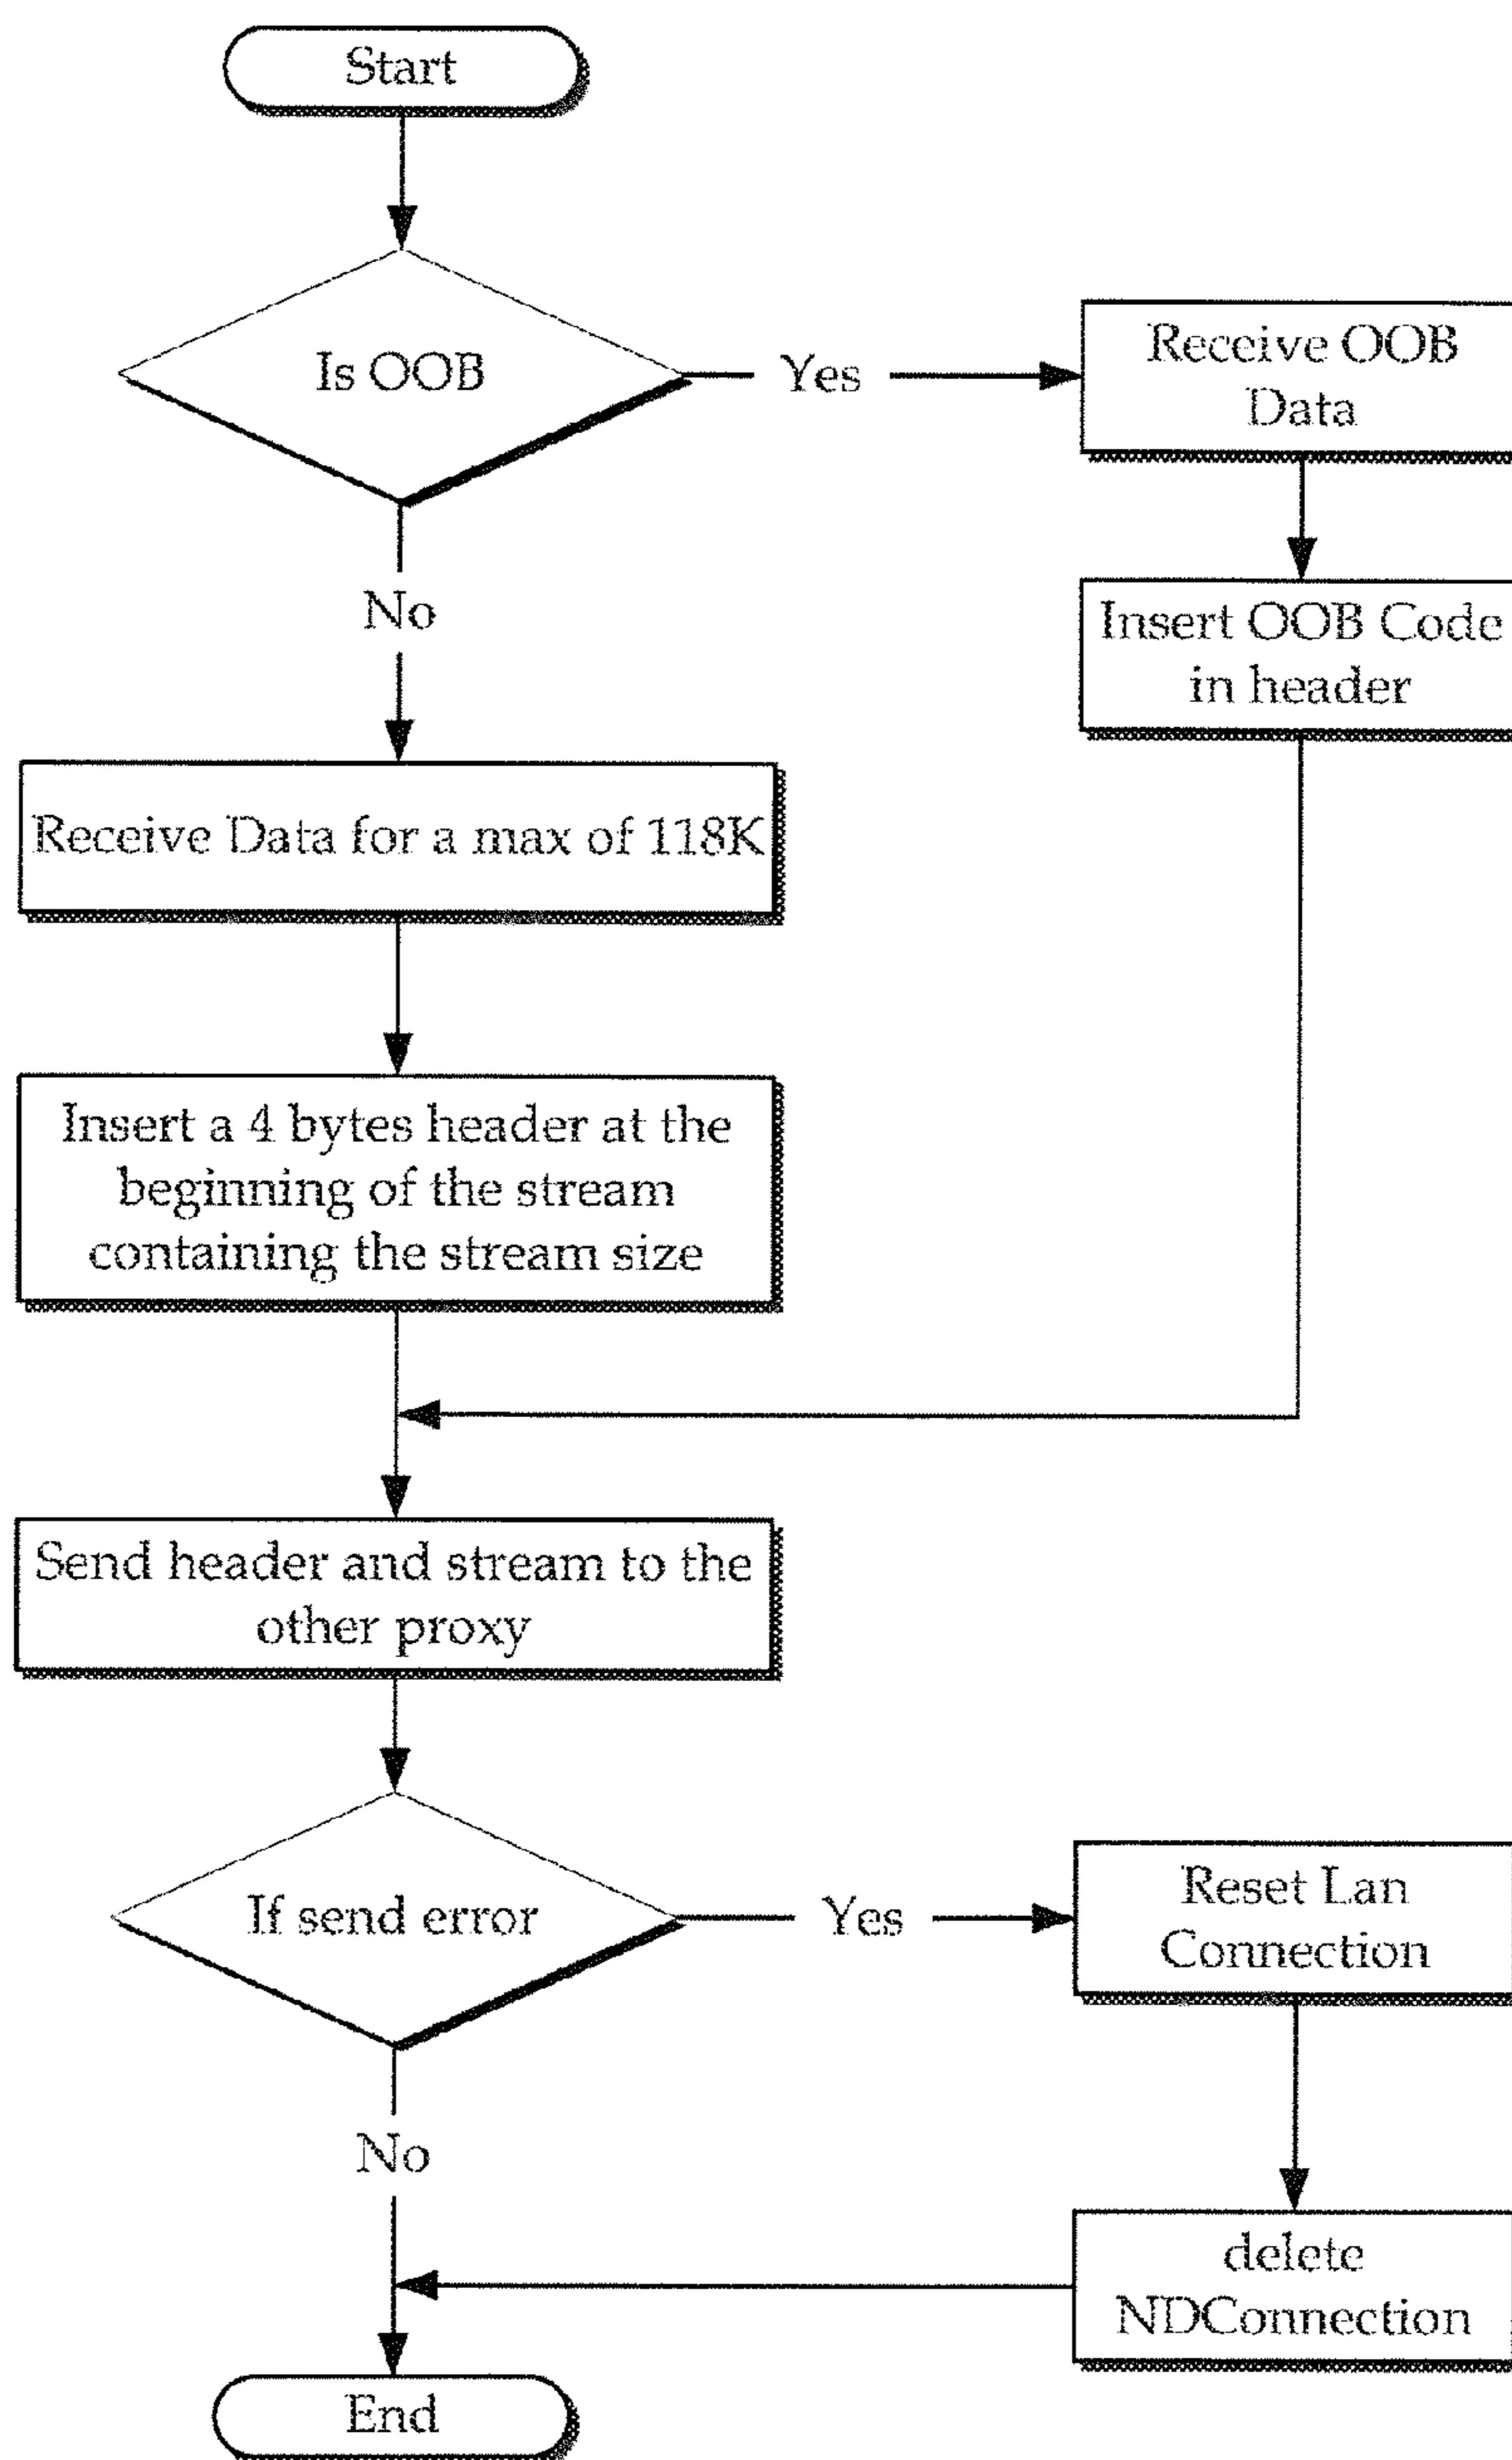 Start
Is OOB
Yes
Receive OOB
Data
Insert OOB Code
in header
No
Receive Data for a max of 118K
Insert a 4 bytes header at the
beginning of the stream
containing the stream size
Send header and stream to the
other proxy
If send error
Yes
Reset Lan
Connection
delete
NDConnection
No
End